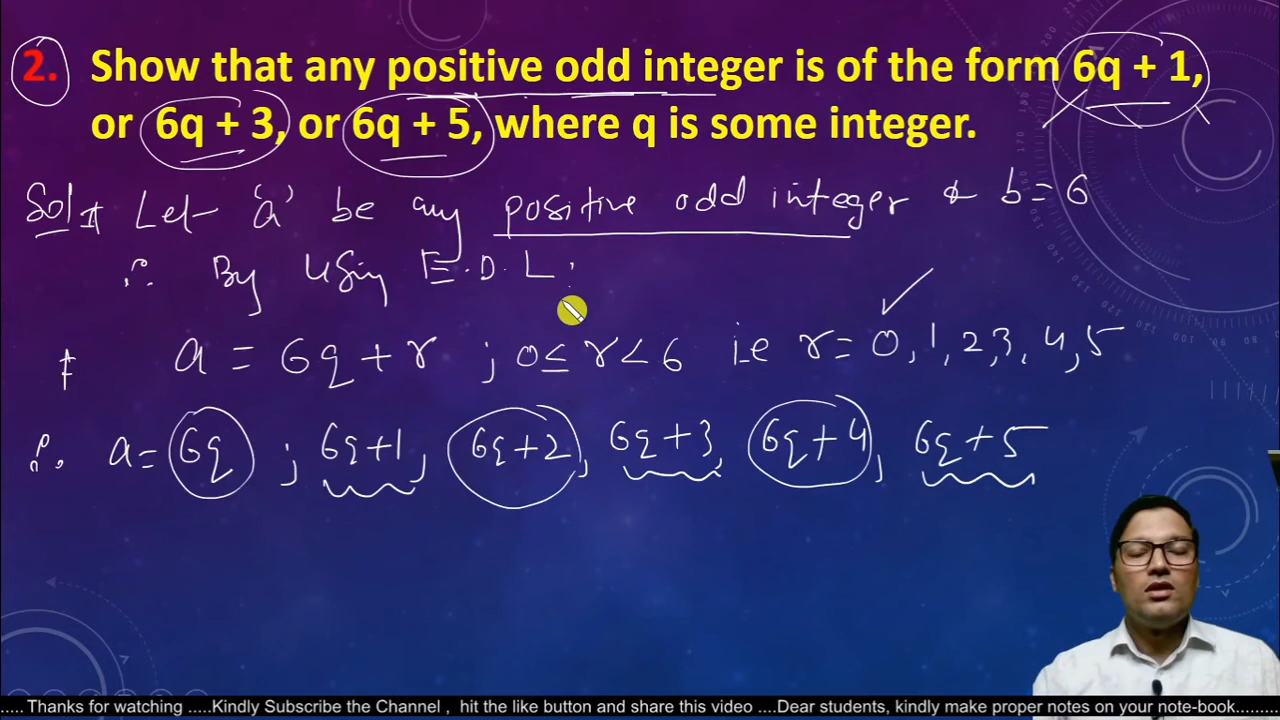 2. Show that any positive odd integer is of the form 6q + 1,
or 6q + 3, or 6q + 5, where q is some integer.
Sol Let 'a' be any positive odd integer & b = 6
∴ By using E.D.L:
a = 6q + r ; 0 ≤ r < 6 ie r = 0, 1, 2, 3, 4, 5
∴ a = 6q ; 6q+1, 6q+2, 6q+3, 6q+4, 6q+5
..... Thanks for watching .....Kindly Subscribe the Channel , hit the like button and share this video ....Dear students, kindly make proper notes on your note-book.........